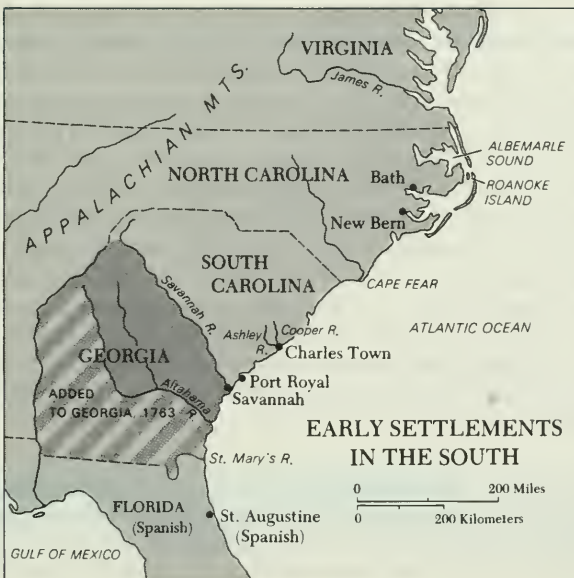 VIRGINIA
James R.
APPALACHIAN MTS.
ALBEMARLE
SOUND
NORTH CAROLINA
Bath
ROANOKE
ISLAND
New Bern
SOUTH
CAROLINA
CAPE FEAR
Savannah R.
Ashley
R.
Cooper R.
ATLANTIC OCEAN
Charles Town
GEORGIA
Port Royal
Savannah
ADDED
TO GEORGIA, 1763
Altahama
R.
EARLY SETTLEMENTS
IN THE SOUTH
St. Mary's R.
0 200 Miles
0 200 Kilometers
FLORIDA
(Spanish)
St. Augustine
(Spanish)
GULF OF MEXICO